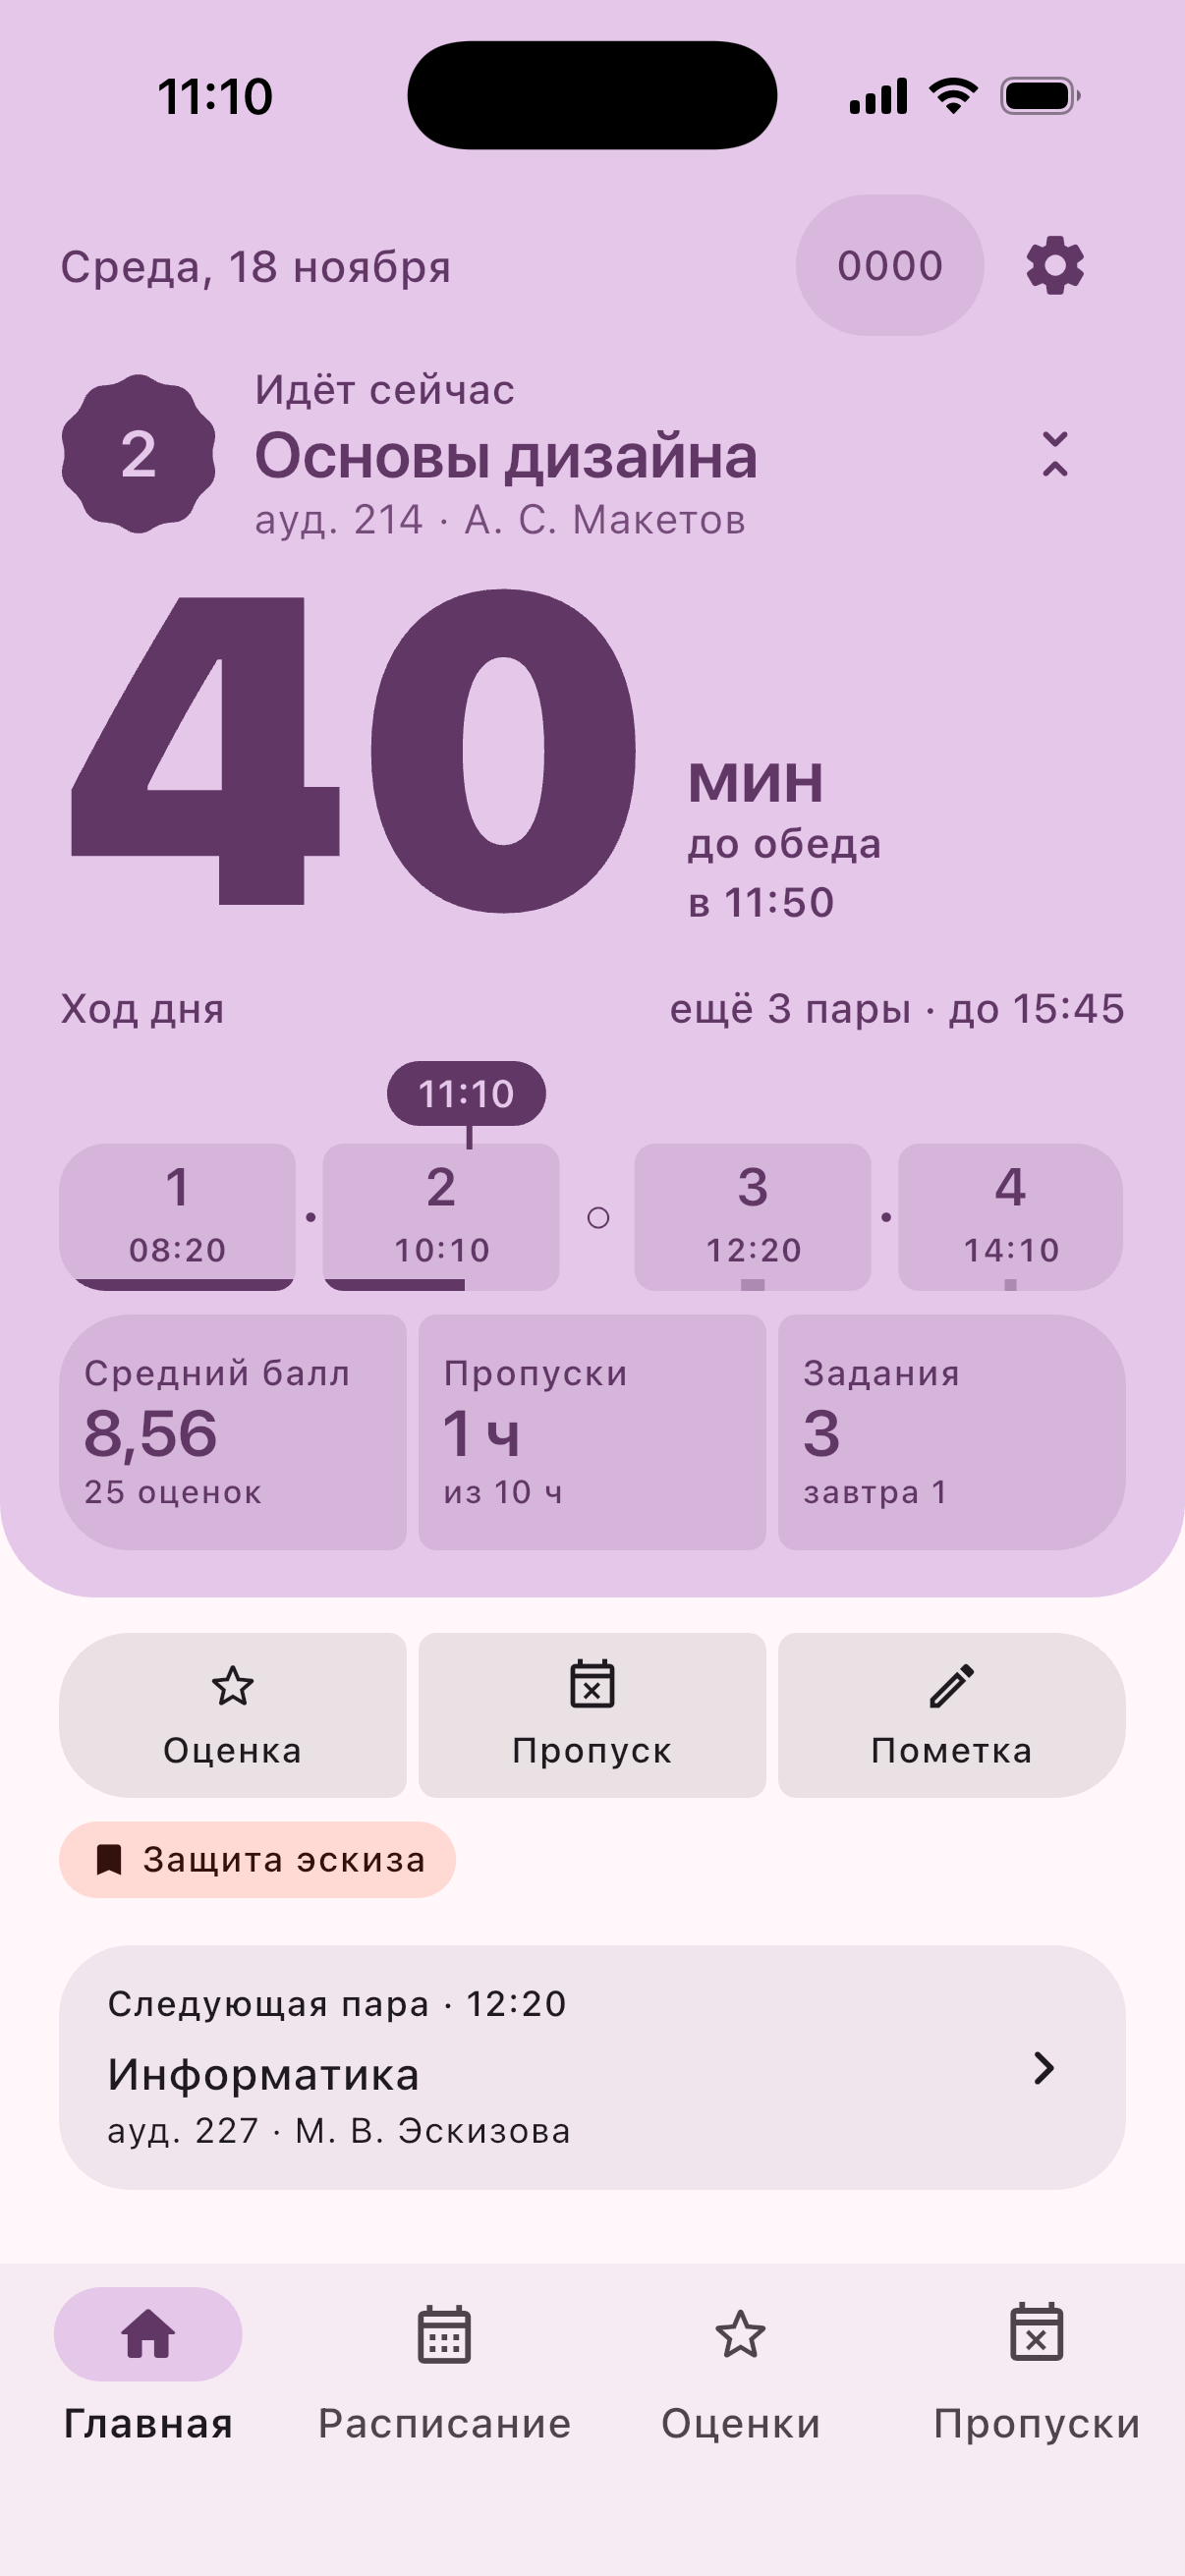 11:10
Среда, 18 ноября
0000
2
Идёт сейчас
Основы дизайна
ауд. 214 · А. С. Макетов
40
мин
до обеда
в 11:50
Ход дня
ещё 3 пары · до 15:45
11:10
1
08:20
2
10:10
3
12:20
4
14:10
Средний балл
8,56
25 оценок
Пропуски
1 ч
из 10 ч
Задания
3
завтра 1
Оценка
Пропуск
Пометка
Защита эскиза
Следующая пара · 12:20
Информатика
ауд. 227 · М. В. Эскизова
Главная
Расписание
Оценки
Пропуски